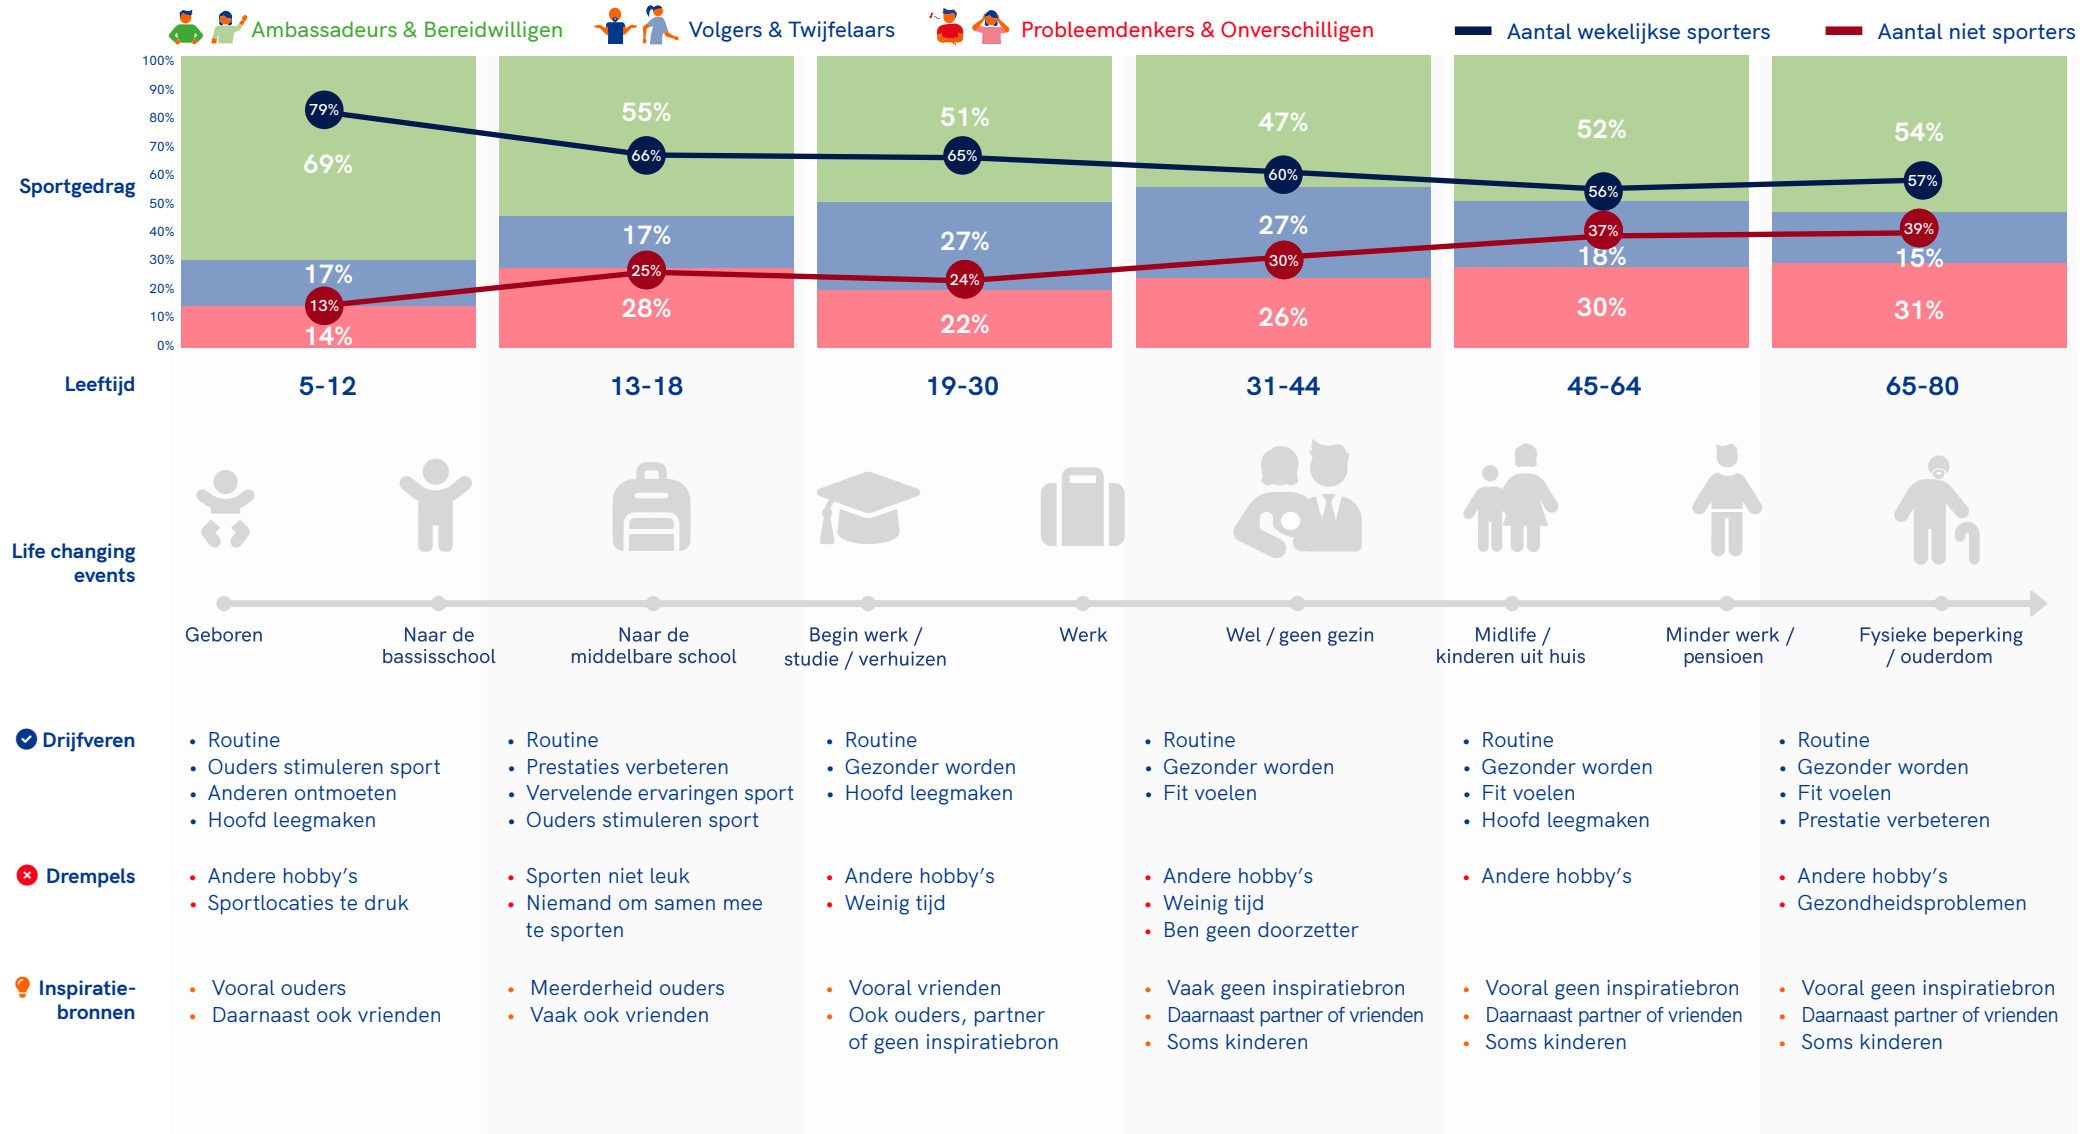 Ambassadeurs & Bereidwilligen
Volgers & Twijfelaars
Probleemdenkers & Onverschilligen
Aantal wekelijkse sporters
Aantal niet sporters
Sportgedrag
100%
90%
80%
70%
60%
50%
40%
30%
20%
10%
0%
79%
69%
17%
13%
14%
55%
66%
17%
25%
28%
51%
65%
27%
24%
22%
47%
60%
27%
30%
26%
52%
56%
37%
18%
30%
54%
57%
39%
15%
31%
Leeftijd
5-12
13-18
19-30
31-44
45-64
65-80
Life changing
events
Geboren
Naar de
bassisschool
Naar de
middelbare school
Begin werk /
studie / verhuizen
Werk
Wel / geen gezin
Midlife /
kinderen uit huis
Minder werk /
pensioen
Fysieke beperking
/ ouderdom
Drijfveren
• Routine
• Ouders stimuleren sport
• Anderen ontmoeten
• Hoofd leegmaken
• Routine
• Prestaties verbeteren
• Vervelende ervaringen sport
• Ouders stimuleren sport
• Routine
• Gezonder worden
• Hoofd leegmaken
• Routine
• Gezonder worden
• Fit voelen
• Routine
• Gezonder worden
• Fit voelen
• Hoofd leegmaken
• Routine
• Gezonder worden
• Fit voelen
• Prestatie verbeteren
Drempels
• Andere hobby's
• Sportlocaties te druk
• Sporten niet leuk
• Niemand om samen mee
te sporten
• Andere hobby's
• Weinig tijd
• Andere hobby's
• Weinig tijd
• Ben geen doorzetter
• Andere hobby's
• Andere hobby's
• Gezondheidsproblemen
Inspiratie-
bronnen
• Vooral ouders
• Daarnaast ook vrienden
• Meerderheid ouders
• Vaak ook vrienden
• Vooral vrienden
• Ook ouders, partner
of geen inspiratiebron
• Vaak geen inspiratiebron
• Daarnaast partner of vrienden
• Soms kinderen
• Vooral geen inspiratiebron
• Daarnaast partner of vrienden
• Soms kinderen
• Vooral geen inspiratiebron
• Daarnaast partner of vrienden
• Soms kinderen